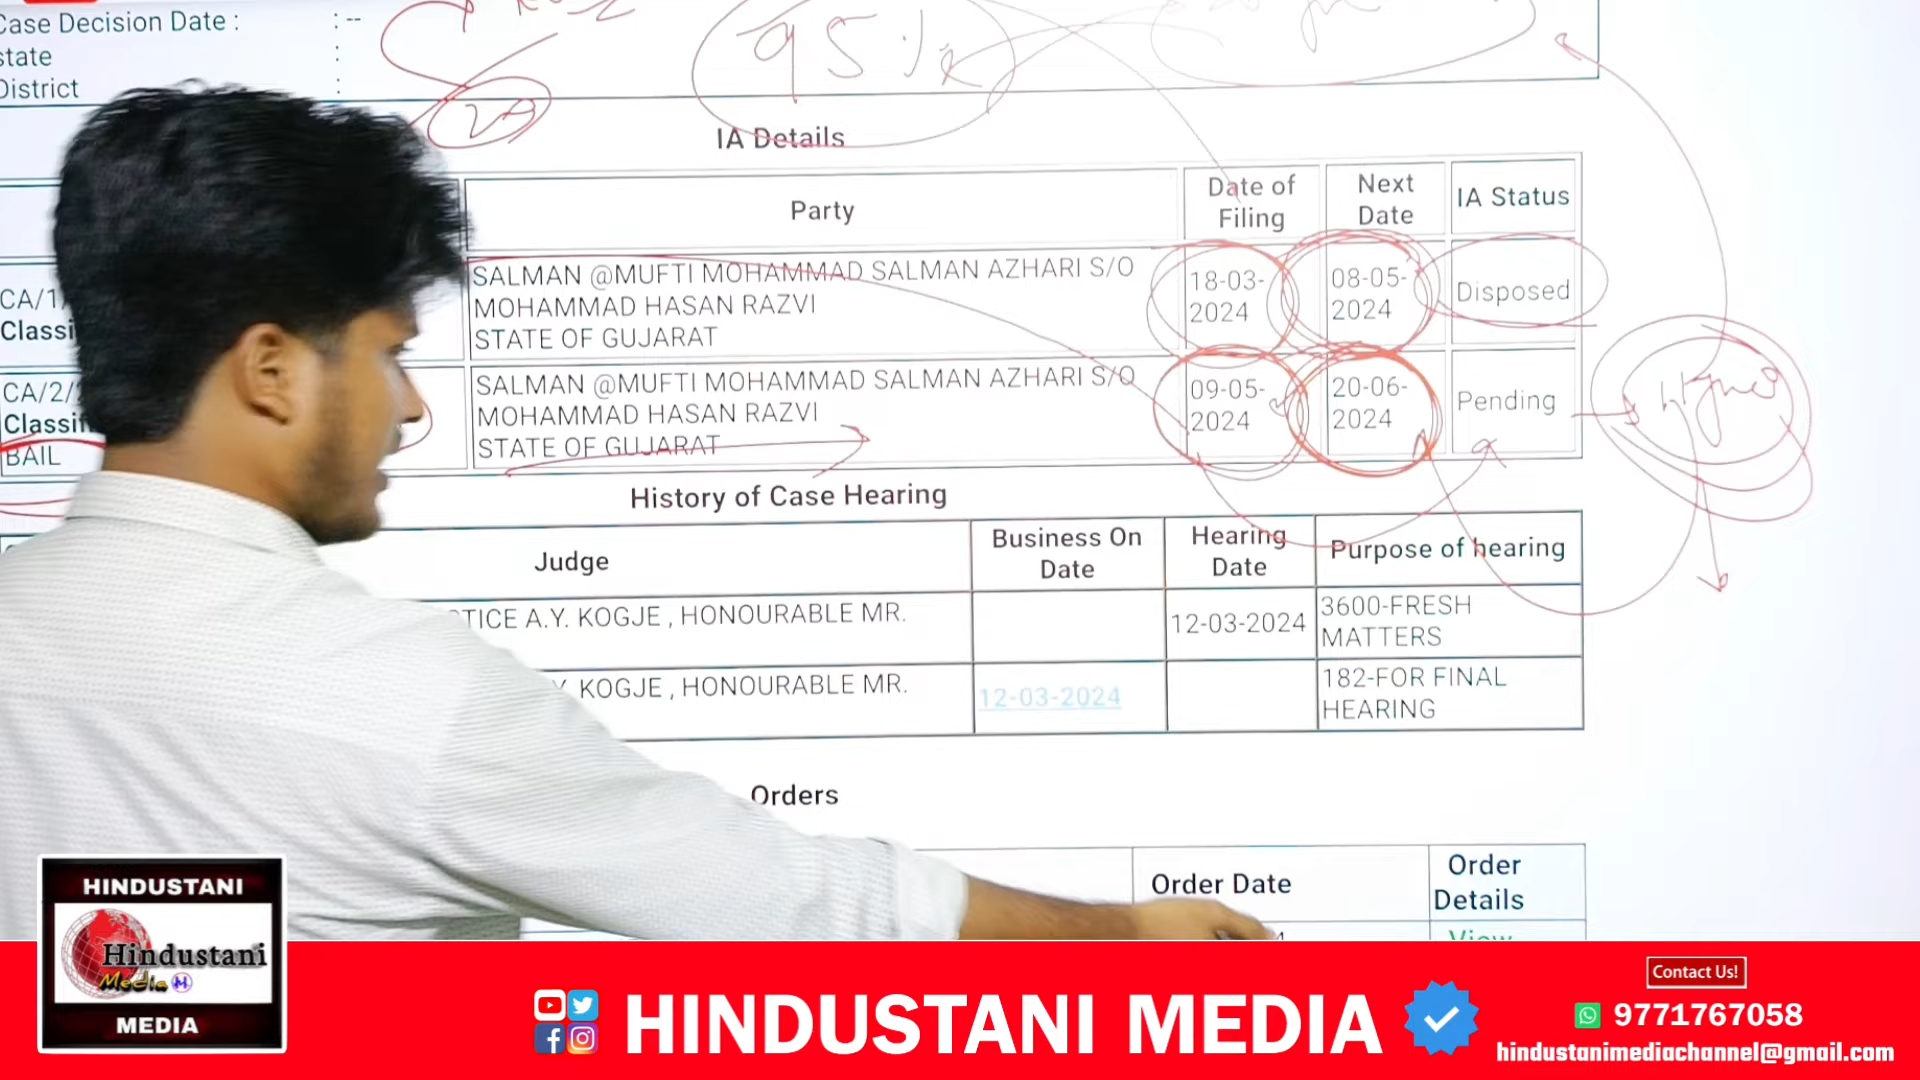 Case Decision Date : : --
state :
District :
95%
IA Details
Party
Date of Filing
Next Date
IA Status
CA/1
Classi
SALMAN @MUFTI MOHAMMAD SALMAN AZHARI S/O
MOHAMMAD HASAN RAZVI
STATE OF GUJARAT
18-03-2024
08-05-2024
Disposed
CA/2/
Classif
BAIL
SALMAN @MUFTI MOHAMMAD SALMAN AZHARI S/O
MOHAMMAD HASAN RAZVI
STATE OF GUJARAT
09-05-2024
20-06-2024
Pending
History of Case Hearing
Judge
Business On Date
Hearing Date
Purpose of hearing
TICE A.Y. KOGJE , HONOURABLE MR.
12-03-2024
3600-FRESH
MATTERS
Y. KOGJE , HONOURABLE MR.
12-03-2024
182-FOR FINAL
HEARING
Orders
Order Date
Order
Details
View
HINDUSTANI
Hindustani
Media M
MEDIA
HINDUSTANI MEDIA
Contact Us!
9771767058
hindustanimediachannel@gmail.com